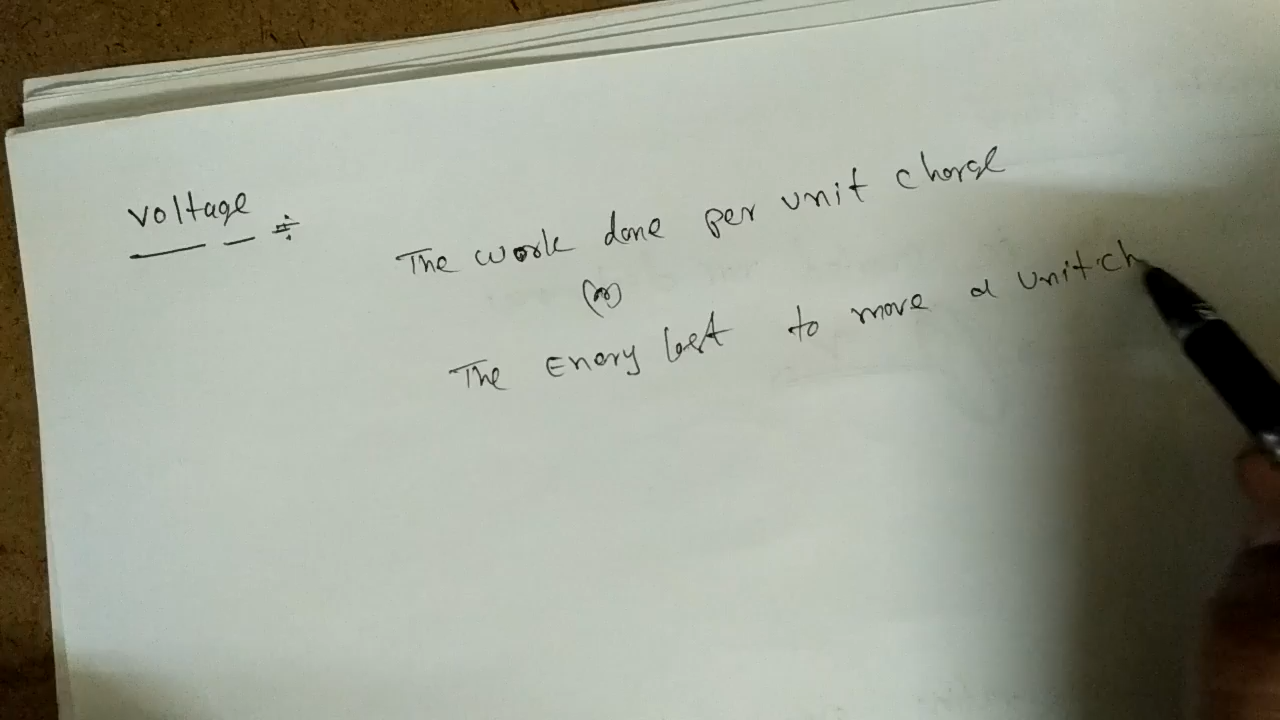 voltage :
The work done per unit charge
(or)
The Enery lost to move a unit ch